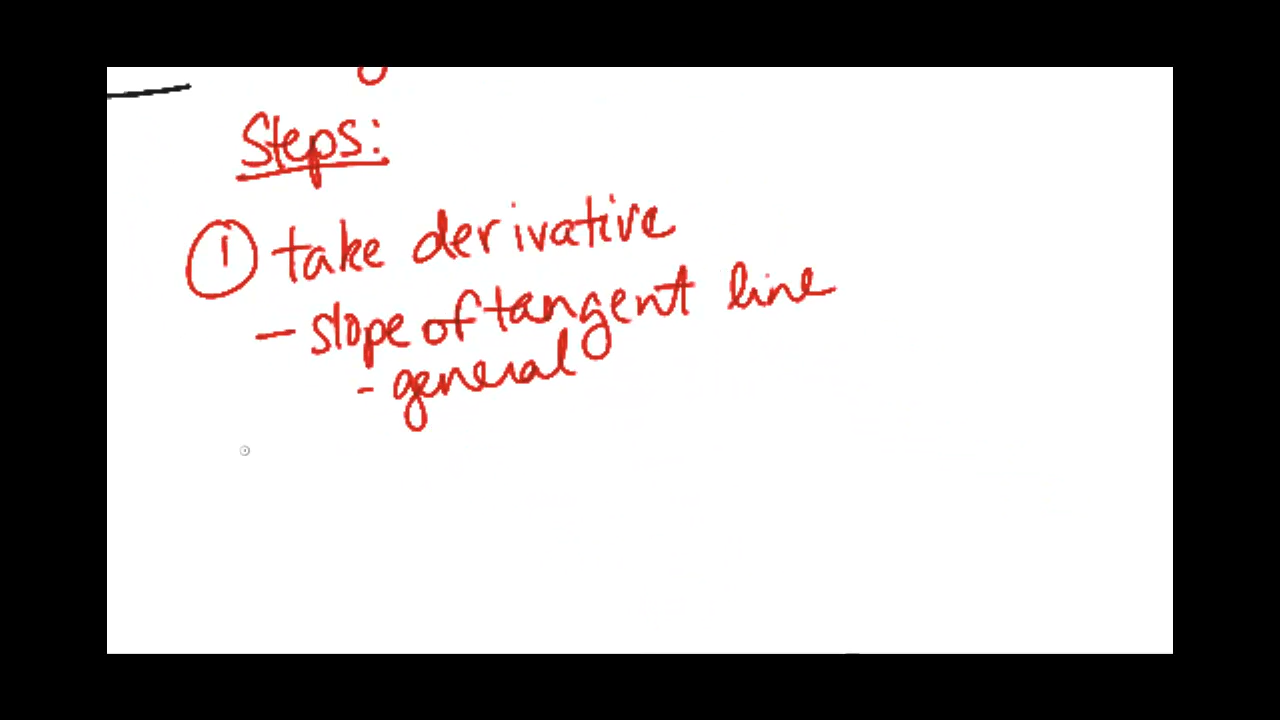 Steps:
① take derivative
- slope of tangent line
- general